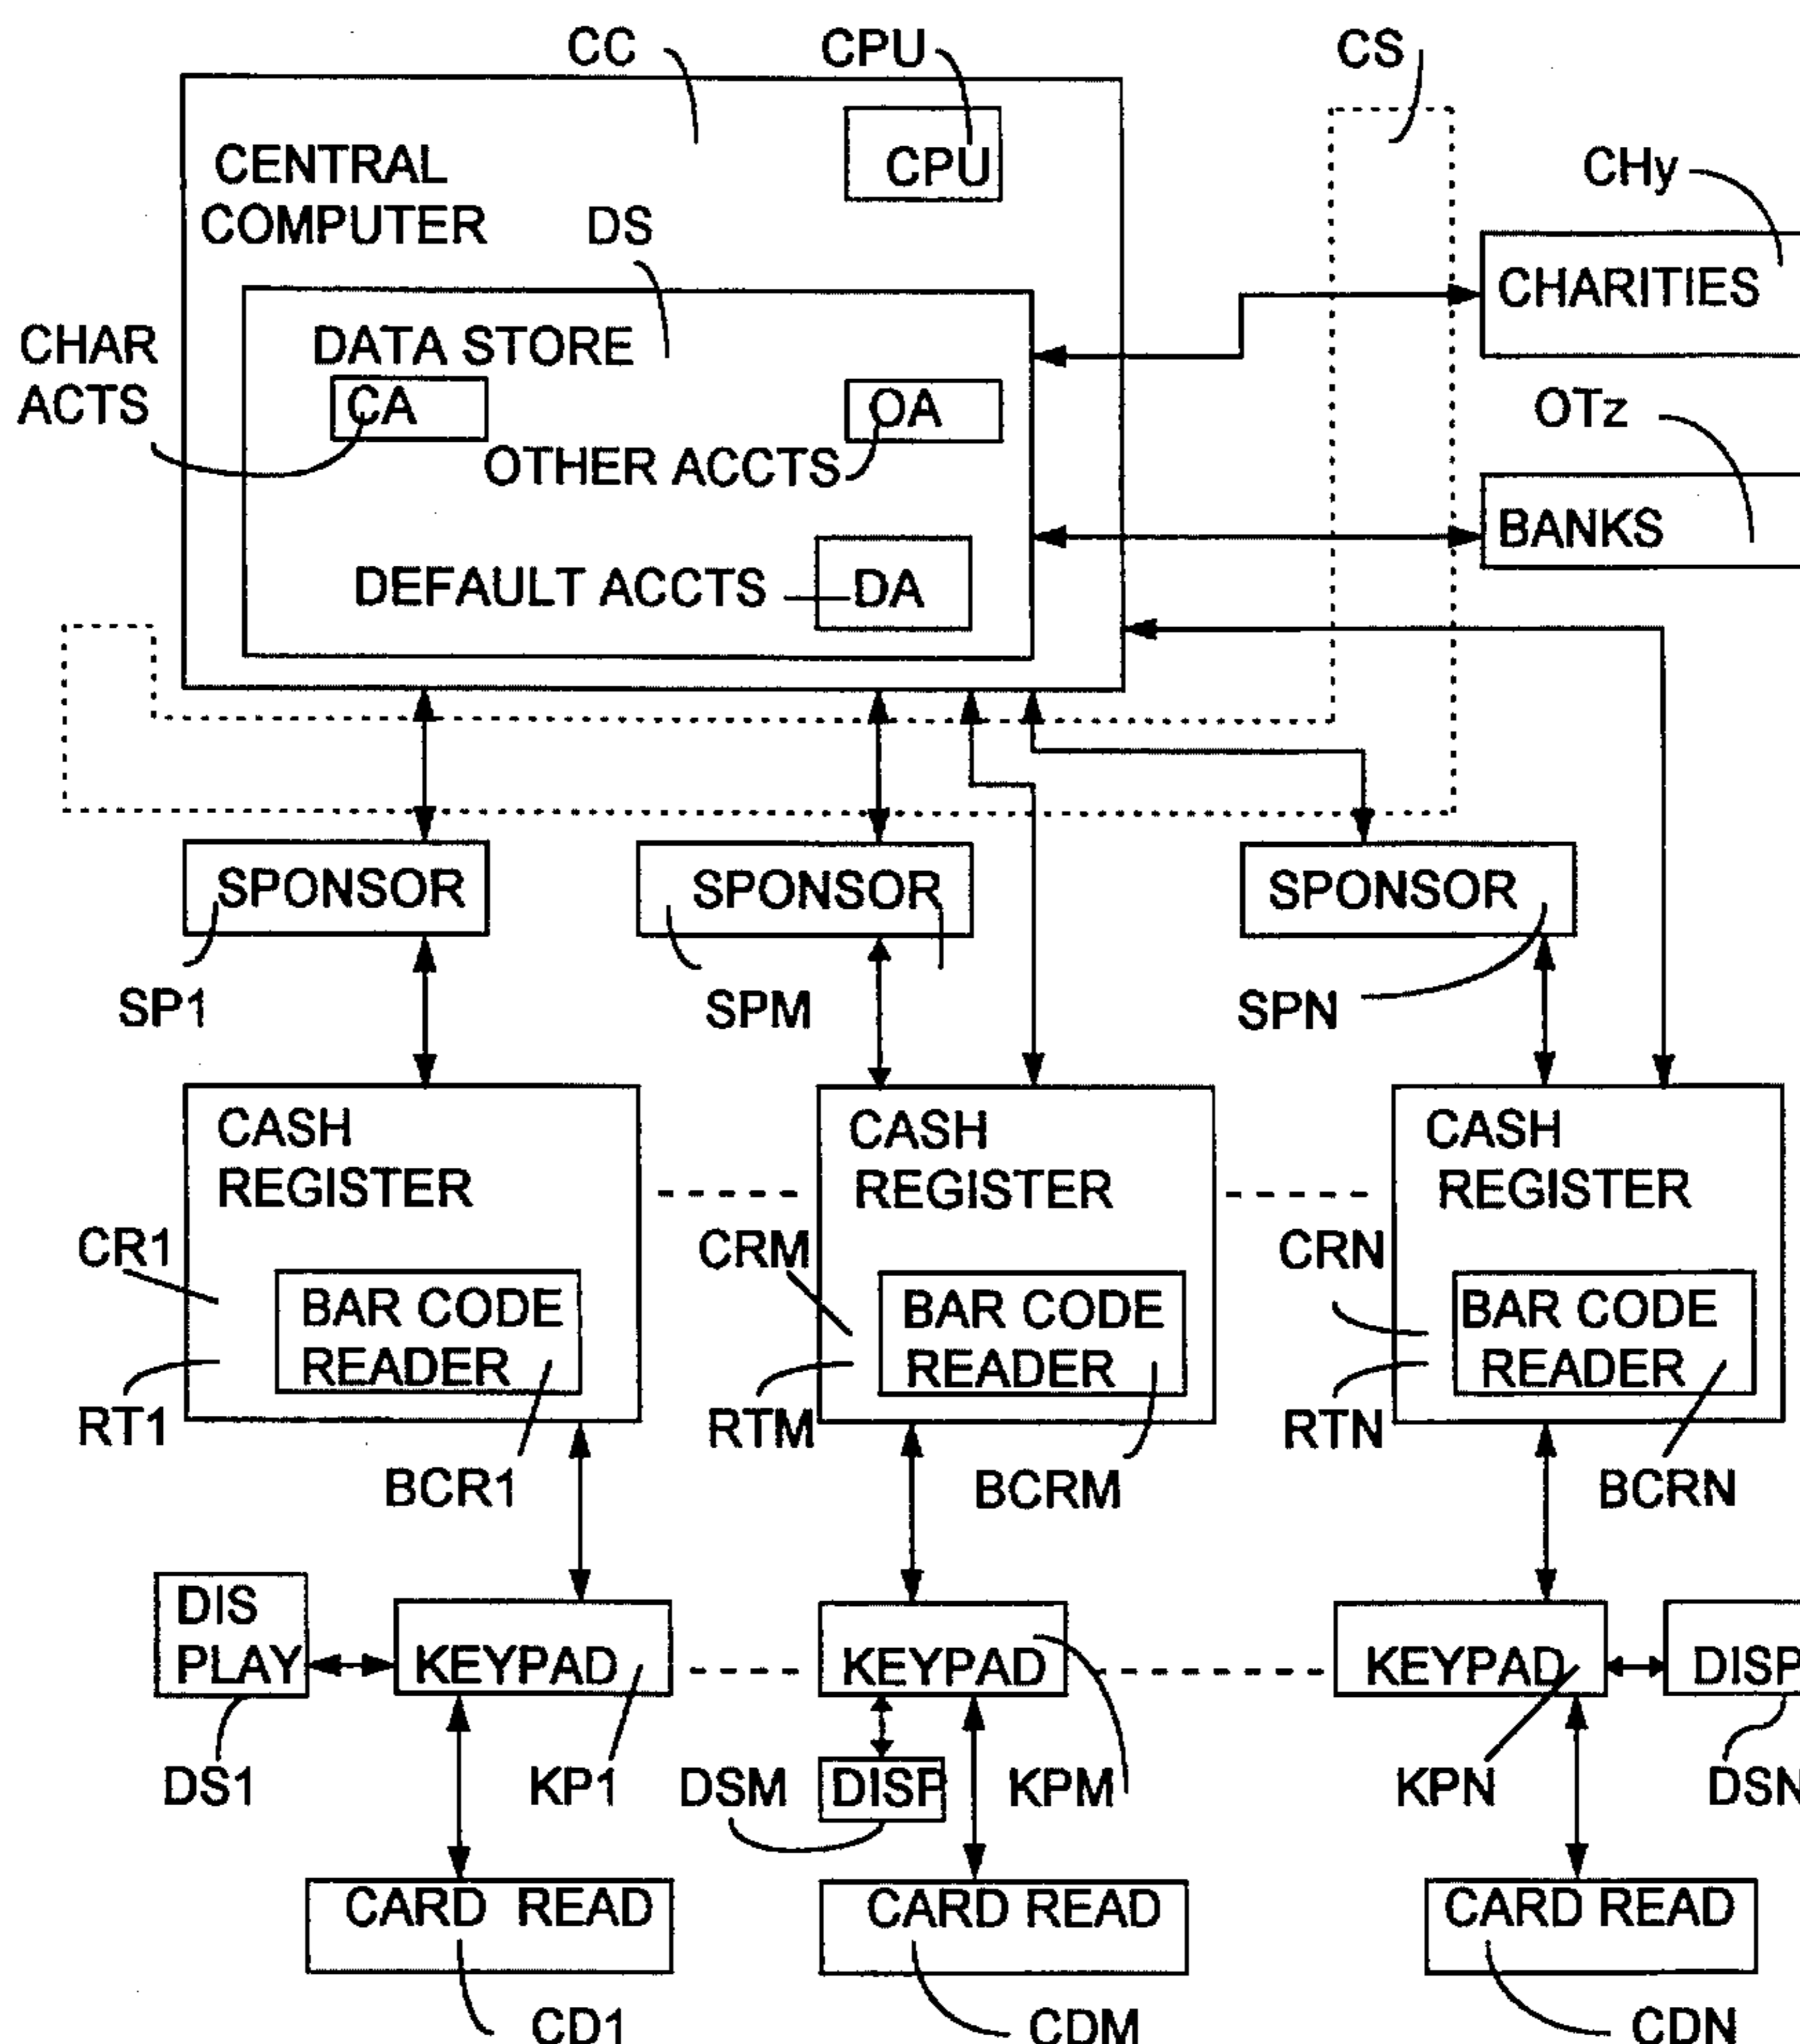 CC CPU CS
CPU
CENTRAL
COMPUTER
CHy
DS
CHARITIES
DATA STORE
CHAR
ACTS
CA OA
OTz
OTHER ACCTS
BANKS
DEFAULT ACCTS DA
SPONSOR SPONSOR SPONSOR
SP1 SPM SPN
CASH CASH CASH
REGISTER REGISTER REGISTER
CR1 CRM CRN
BAR CODE BAR CODE BAR CODE
READER READER READER
RT1 RTM RTN
BCR1 BCRM BCRN
DIS
PLAY KEYPAD KEYPAD KEYPAD DISP
DS1 KP1 DSM DISP KPM KPN DSN
CARD READ CARD READ CARD READ
CD1 CDM CDN